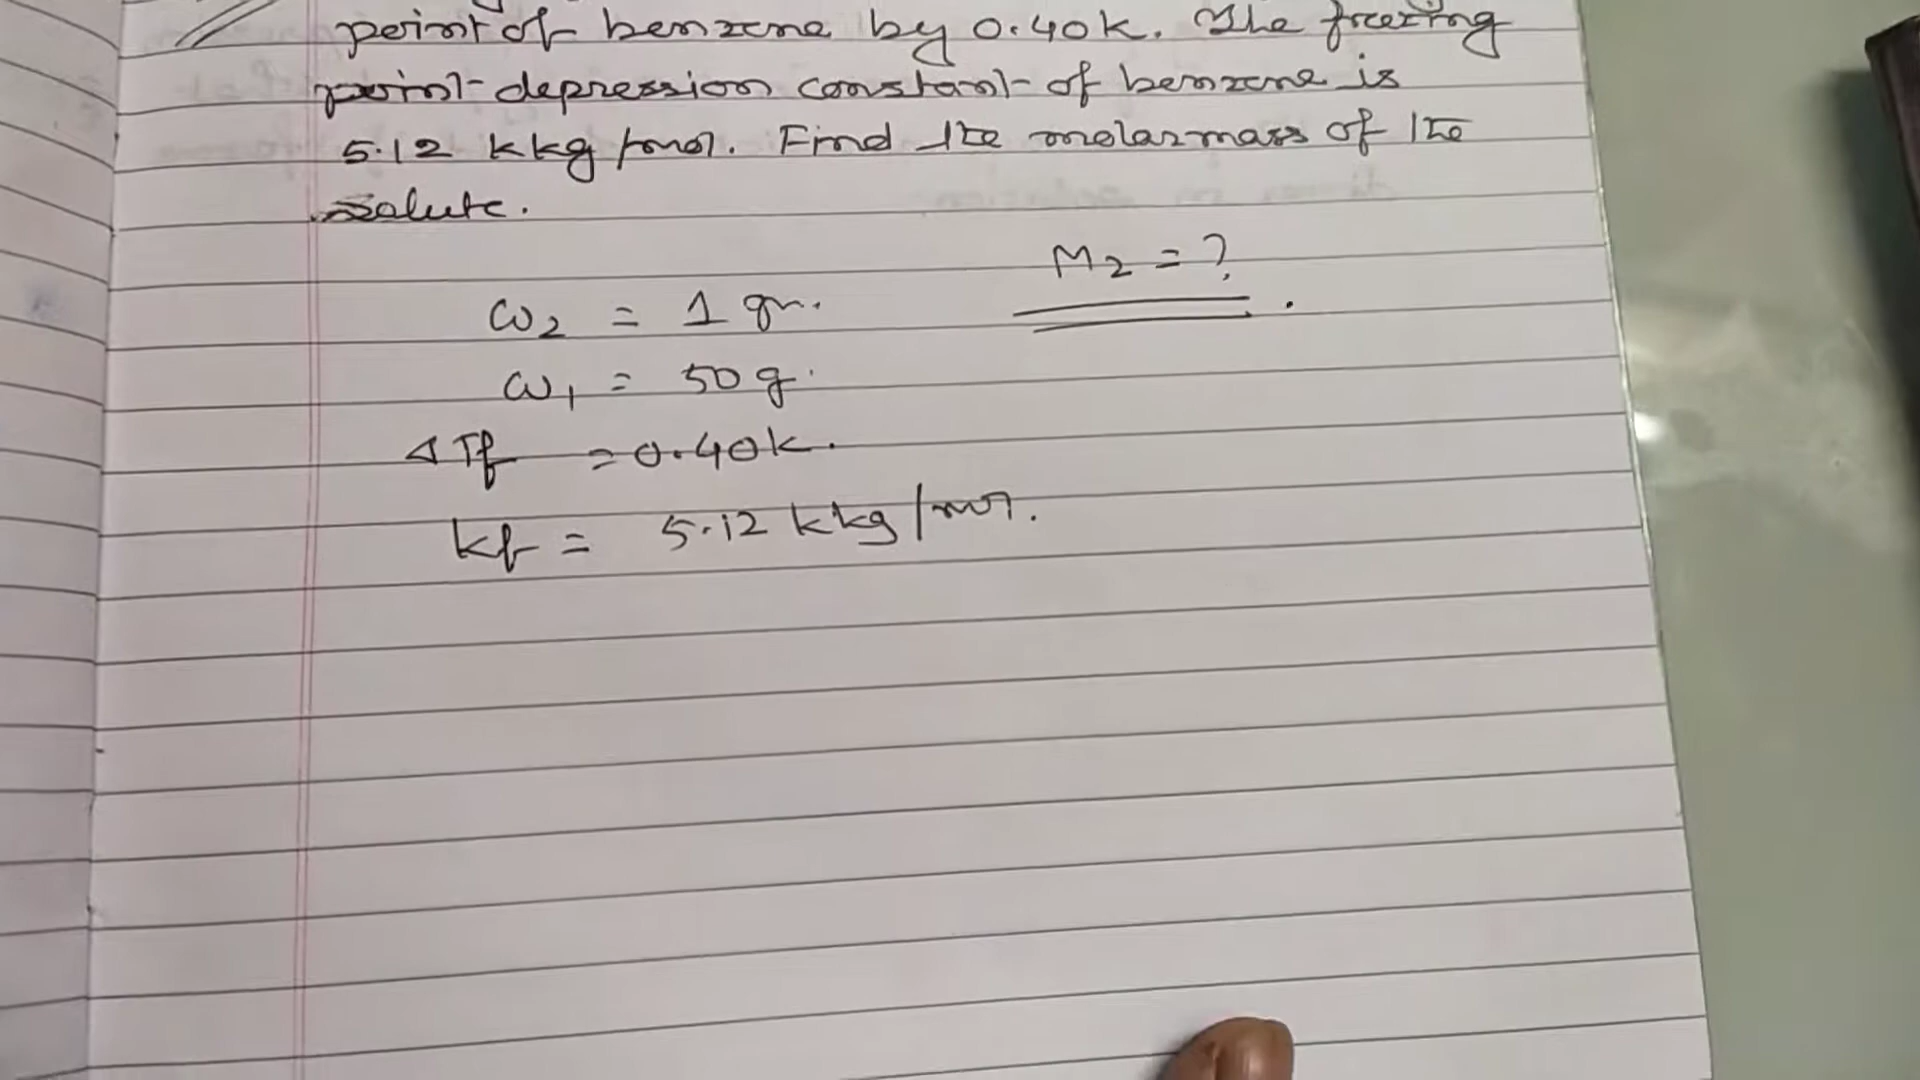 point of benzene by 0.40k. The freezing
point depression constant of benzene is
5.12 k kg /mol. Find the molar mass of the
solute.
M2 = ?
w2 = 1 gm.
w1 = 50 g.
ΔTf = 0.40k.
kf = 5.12 k kg /mol.